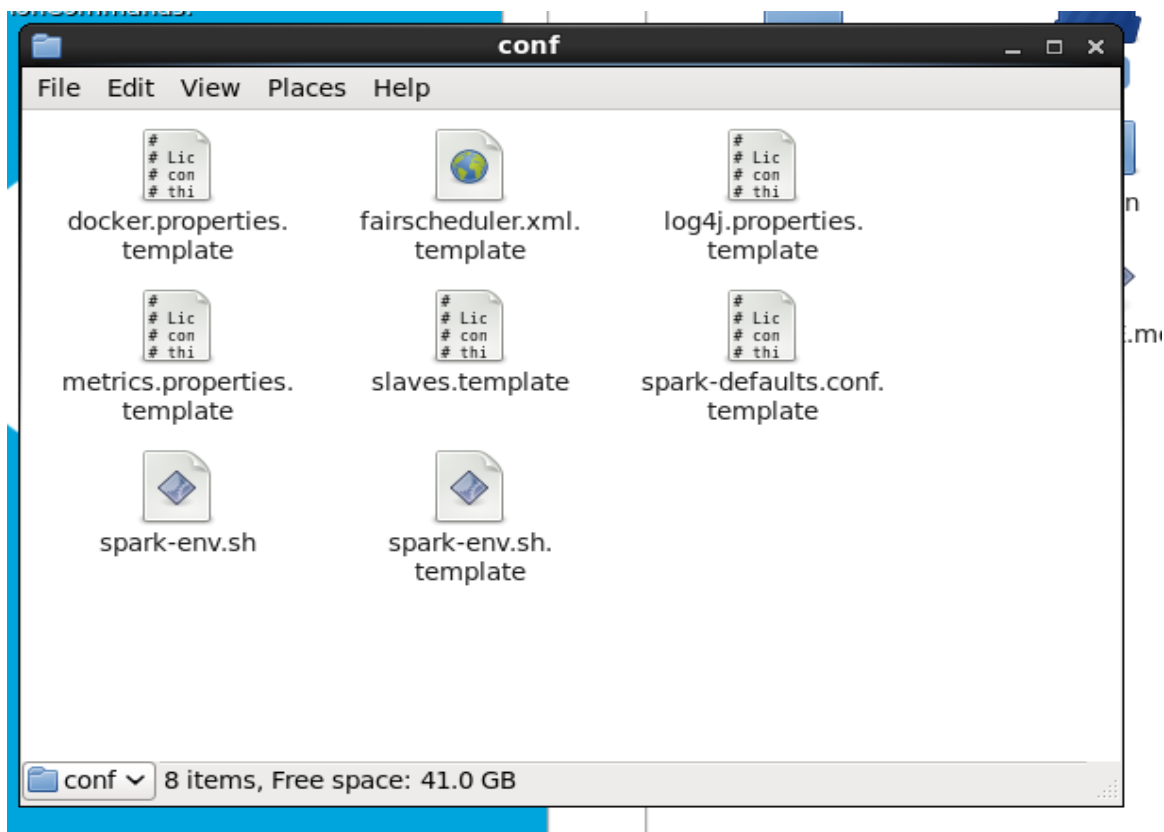 conf
File Edit View Places Help
#
# Lic
# con
# thi
docker.properties.
template
fairscheduler.xml.
template
#
# Lic
# con
# thi
log4j.properties.
template
#
# Lic
# con
# thi
metrics.properties.
template
#
# Lic
# con
# thi
slaves.template
#
# Lic
# con
# thi
spark-defaults.conf.
template
spark-env.sh
spark-env.sh.
template
n
conf 8 items, Free space: 41.0 GB